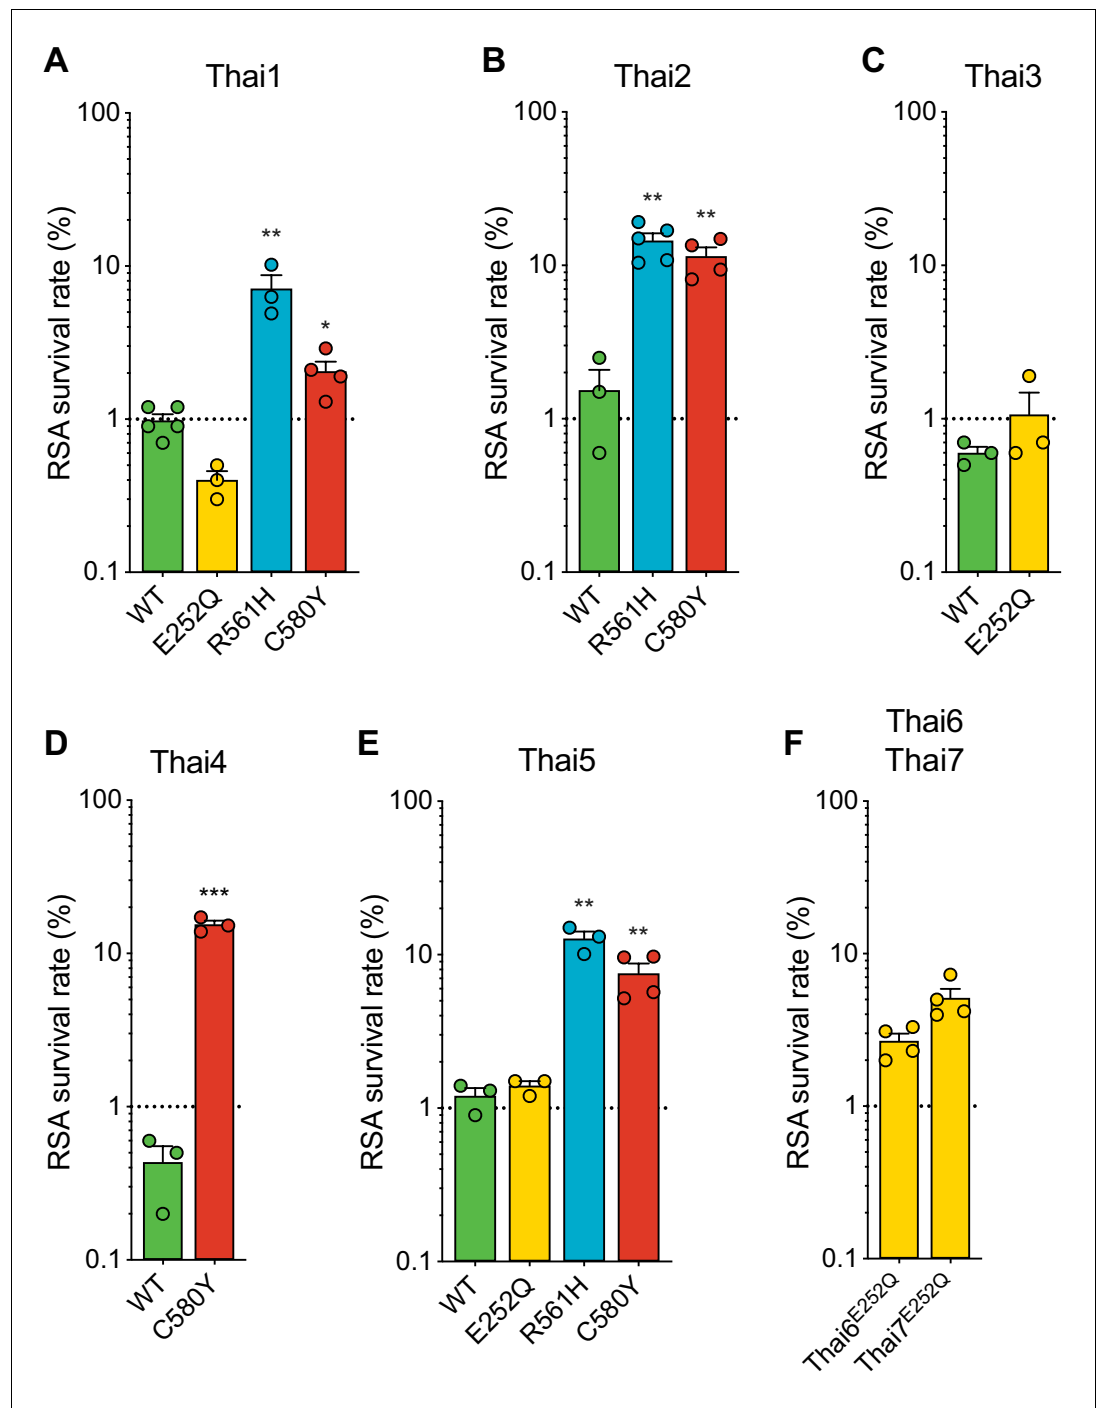 A
Thai1
RSA survival rate (%)
100
10
1
0.1
**
*
WT
E252Q
R561H
C580Y
B
Thai2
RSA survival rate (%)
100
10
1
0.1
**
**
WT
R561H
C580Y
C
Thai3
RSA survival rate (%)
100
10
1
0.1
WT
E252Q
D
Thai4
RSA survival rate (%)
100
10
1
0.1
***
WT
C580Y
E
Thai5
RSA survival rate (%)
100
10
1
0.1
**
**
WT
E252Q
R561H
C580Y
F
Thai6
Thai7
RSA survival rate (%)
100
10
1
0.1
Thai6E252Q
Thai7E252Q